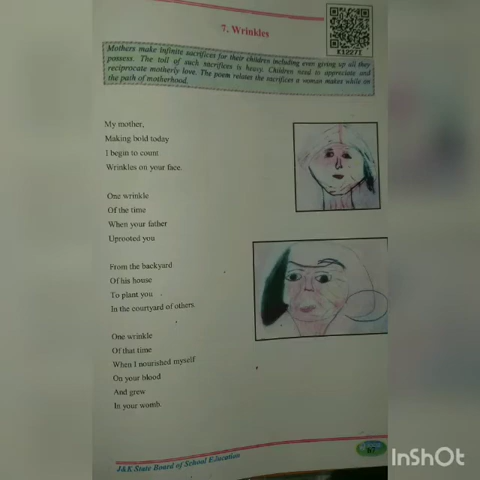 7. Wrinkles
E1Z27I
Mothers make infinite sacrifices for their children including even giving up all they
possess. The toll of such sacrifices is heavy. Children need to appreciate and
reciprocate motherly love. The poem relates the sacrifices a woman makes while on
the path of motherhood.
My mother,
Making bold today
I begin to count
Wrinkles on your face.
One wrinkle
Of the time
When your father
Uprooted you
From the backyard
Of his house
To plant you
In the courtyard of others.
One wrinkle
Of that time
When I nourished myself
On your blood
And grew
In your womb.
J&K State Board of School Education
87
InShOt